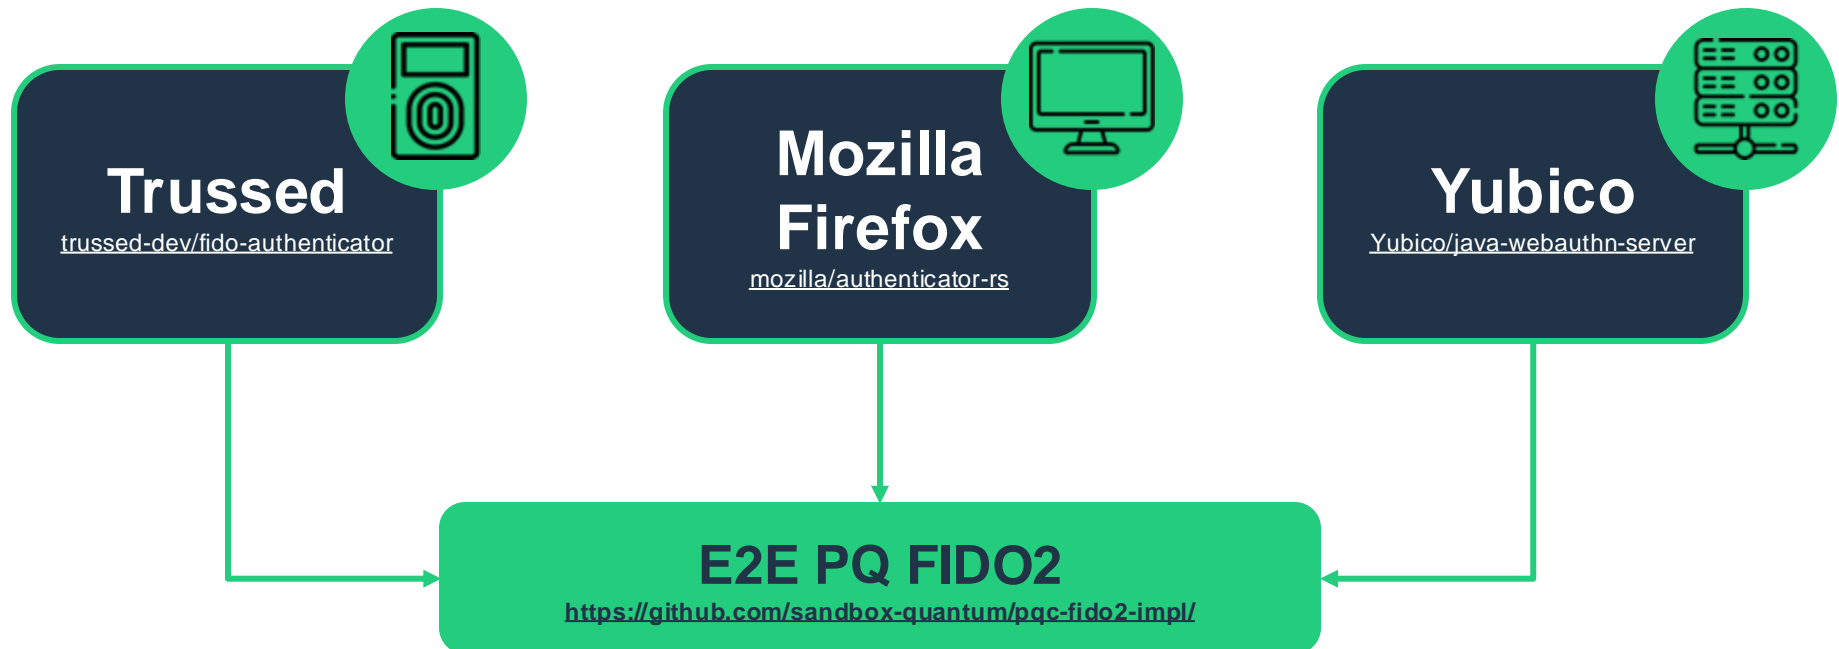 Trussed
trussed-dev/fido-authenticator
Mozilla
Firefox
mozilla/authenticator-rs
Yubico
Yubico/java-webauthn-server
E2E PQ FIDO2
https://github.com/sandbox-quantum/pqc-fido2-impl/